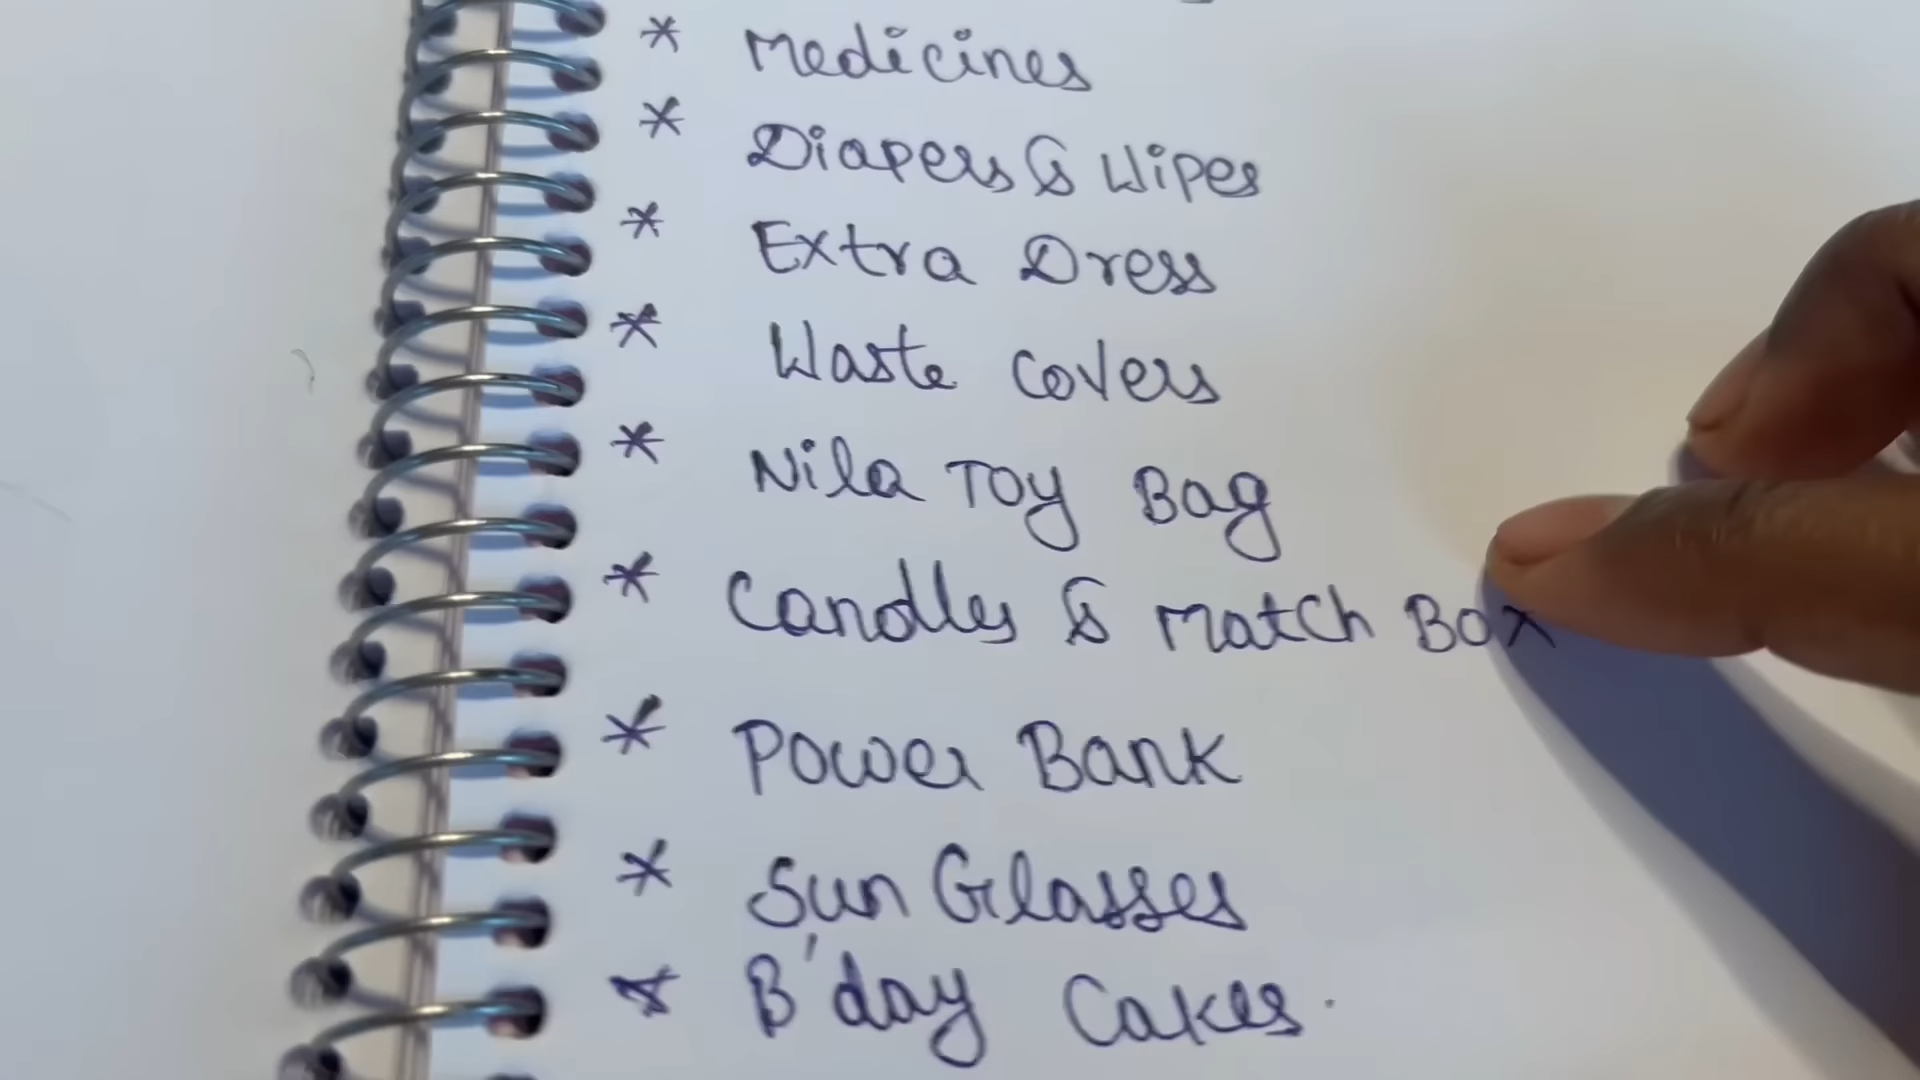 * Medicines
* Diapers & Wipes
* Extra Dress
* Waste covers
* Nila Toy Bag
* Candles & Match Box
* Power Bank
* Sun Glasses
* B'day Cakes.